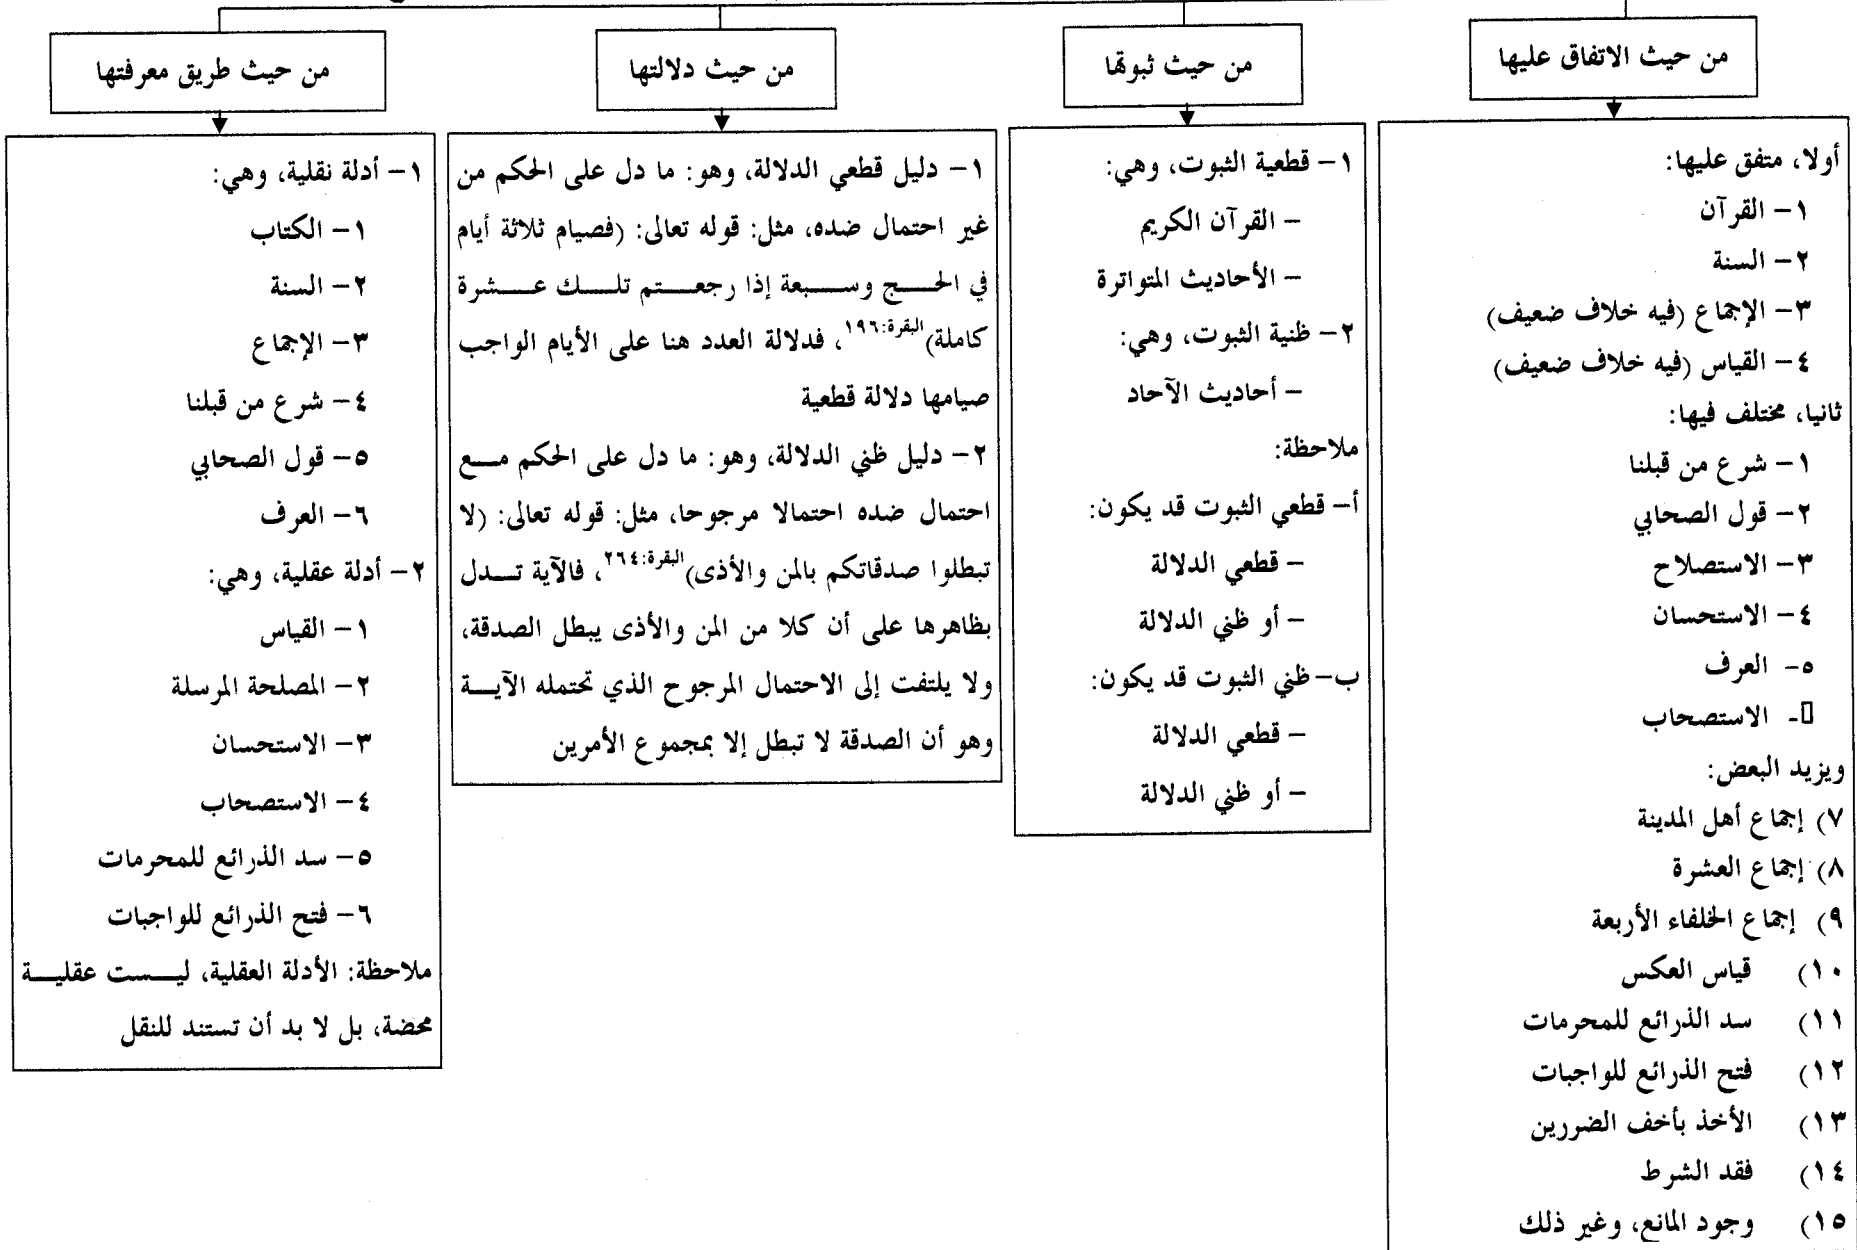 من حيث الاتفاق عليها
أولا، متفق عليها:
١- القرآن
٢- السنة
٣- الإجماع (فيه خلاف ضعيف)
٤- القياس (فيه خلاف ضعيف)
ثانيا، مختلف فيها:
١- شرع من قبلنا
٢- قول الصحابي
٣- الاستصلاح
٤- الاستحسان
٥- العرف
- الاستصحاب
ويزيد البعض:
٧) إجماع أهل المدينة
٨) إجماع العشرة
٩) إجماع الخلفاء الأربعة
١٠) قياس العكس
١١) سد الذرائع للمحرمات
١٢) فتح الذرائع للواجبات
١٣) الأخذ بأخف الضررين
١٤) فقد الشرط
١٥) وجود المانع، وغير ذلك
من حيث ثبوتها
١- قطعية الثبوت، وهي:
- القرآن الكريم
- الأحاديث المتواترة
٢- ظنية الثبوت، وهي:
- أحاديث الآحاد
ملاحظة:
أ- قطعي الثبوت قد يكون:
- قطعي الدلالة
- أو ظني الدلالة
ب- ظني الثبوت قد يكون:
- قطعي الدلالة
- أو ظني الدلالة
من حيث دلالتها
١- دليل قطعي الدلالة، وهو: ما دل على الحكم من
غير احتمال ضده، مثل: قوله تعالى: (فصيام ثلاثة أيام
في الحج وسبعة إذا رجعتم تلك عشرة
كاملة) البقرة:١٩٦، فدلالة العدد هنا على الأيام الواجب
صيامها دلالة قطعية
٢- دليل ظني الدلالة، وهو: ما دل على الحكم مع
احتمال ضده احتمالا مرجوحا، مثل: قوله تعالى: (لا
تبطلوا صدقاتكم بالمن والأذى) البقرة:٢٦٤، فالآية تدل
بظاهرها على أن كلا من المن والأذى يبطل الصدقة،
ولا يلتفت إلى الاحتمال المرجوح الذي تحتمله الآية
وهو أن الصدقة لا تبطل إلا بمجموع الأمرين
من حيث طريق معرفتها
١- أدلة نقلية، وهي:
١- الكتاب
٢- السنة
٣- الإجماع
٤- شرع من قبلنا
٥- قول الصحابي
٦- العرف
٢- أدلة عقلية، وهي:
١- القياس
٢- المصلحة المرسلة
٣- الاستحسان
٤- الاستصحاب
٥- سد الذرائع للمحرمات
٦- فتح الذرائع للواجبات
ملاحظة: الأدلة العقلية، ليست عقلية
محضة، بل لا بد أن تستند للنقل